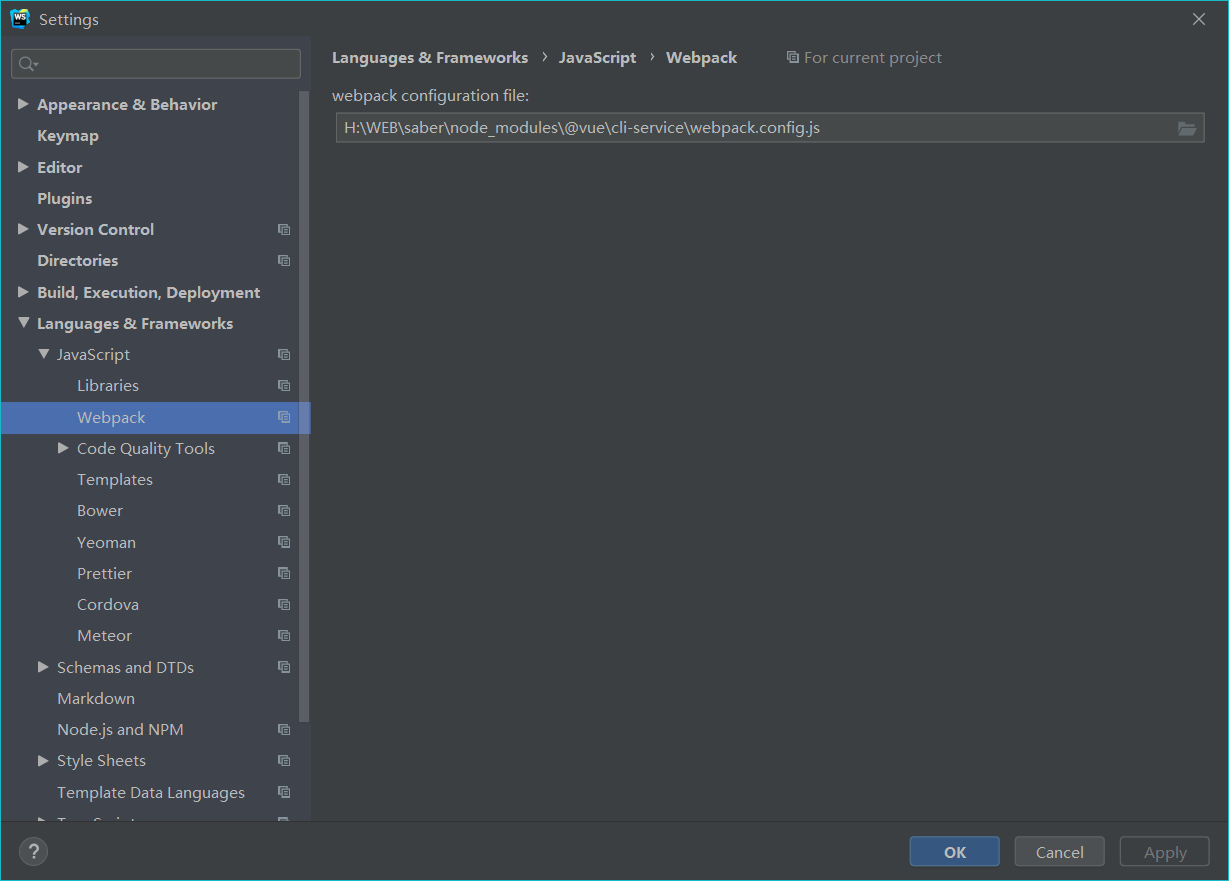 WS
Settings
Languages & Frameworks › JavaScript › Webpack For current project
webpack configuration file:
H:\WEB\saber\node_modules\@vue\cli-service\webpack.config.js
Appearance & Behavior
Keymap
Editor
Plugins
Version Control
Directories
Build, Execution, Deployment
Languages & Frameworks
JavaScript
Libraries
Webpack
Code Quality Tools
Templates
Bower
Yeoman
Prettier
Cordova
Meteor
Schemas and DTDs
Markdown
Node.js and NPM
Style Sheets
Template Data Languages
?
OK
Cancel
Apply